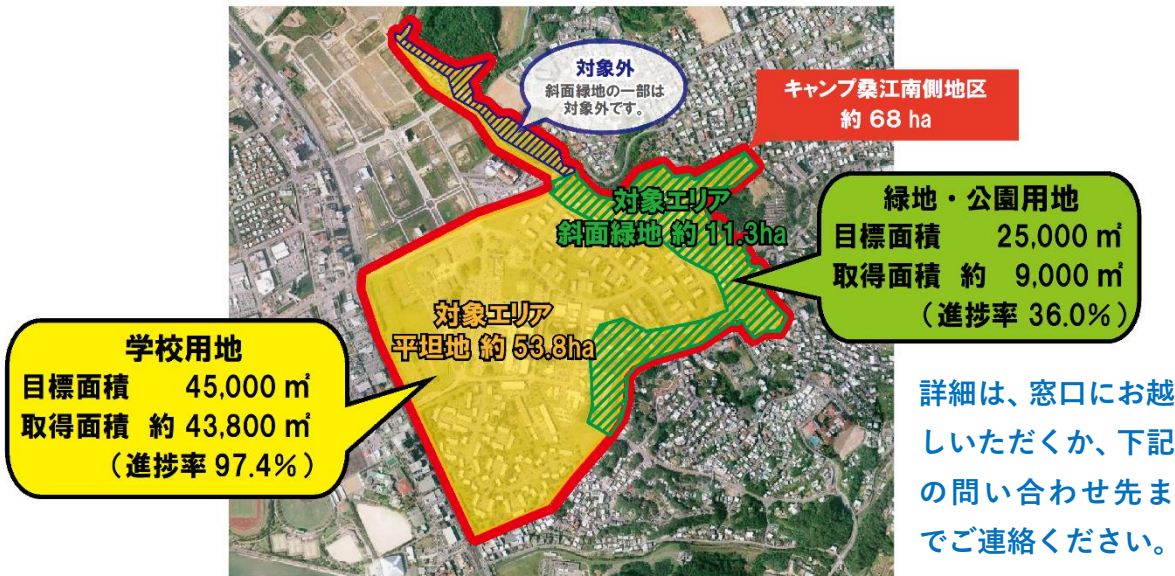 対象外
斜面緑地の一部は
対象外です。
キャンプ桑江南側地区
約 68 ha
対象エリア
斜面緑地 約 11.3ha
緑地・公園用地
目標面積 25,000 ㎡
取得面積 約 9,000 ㎡
（進捗率 36.0%）
対象エリア
平坦地 約 53.8ha
学校用地
目標面積 45,000 ㎡
取得面積 約 43,800 ㎡
（進捗率 97.4%）
詳細は、窓口にお越
しいただくか、下記
の問い合わせ先ま
でご連絡ください。